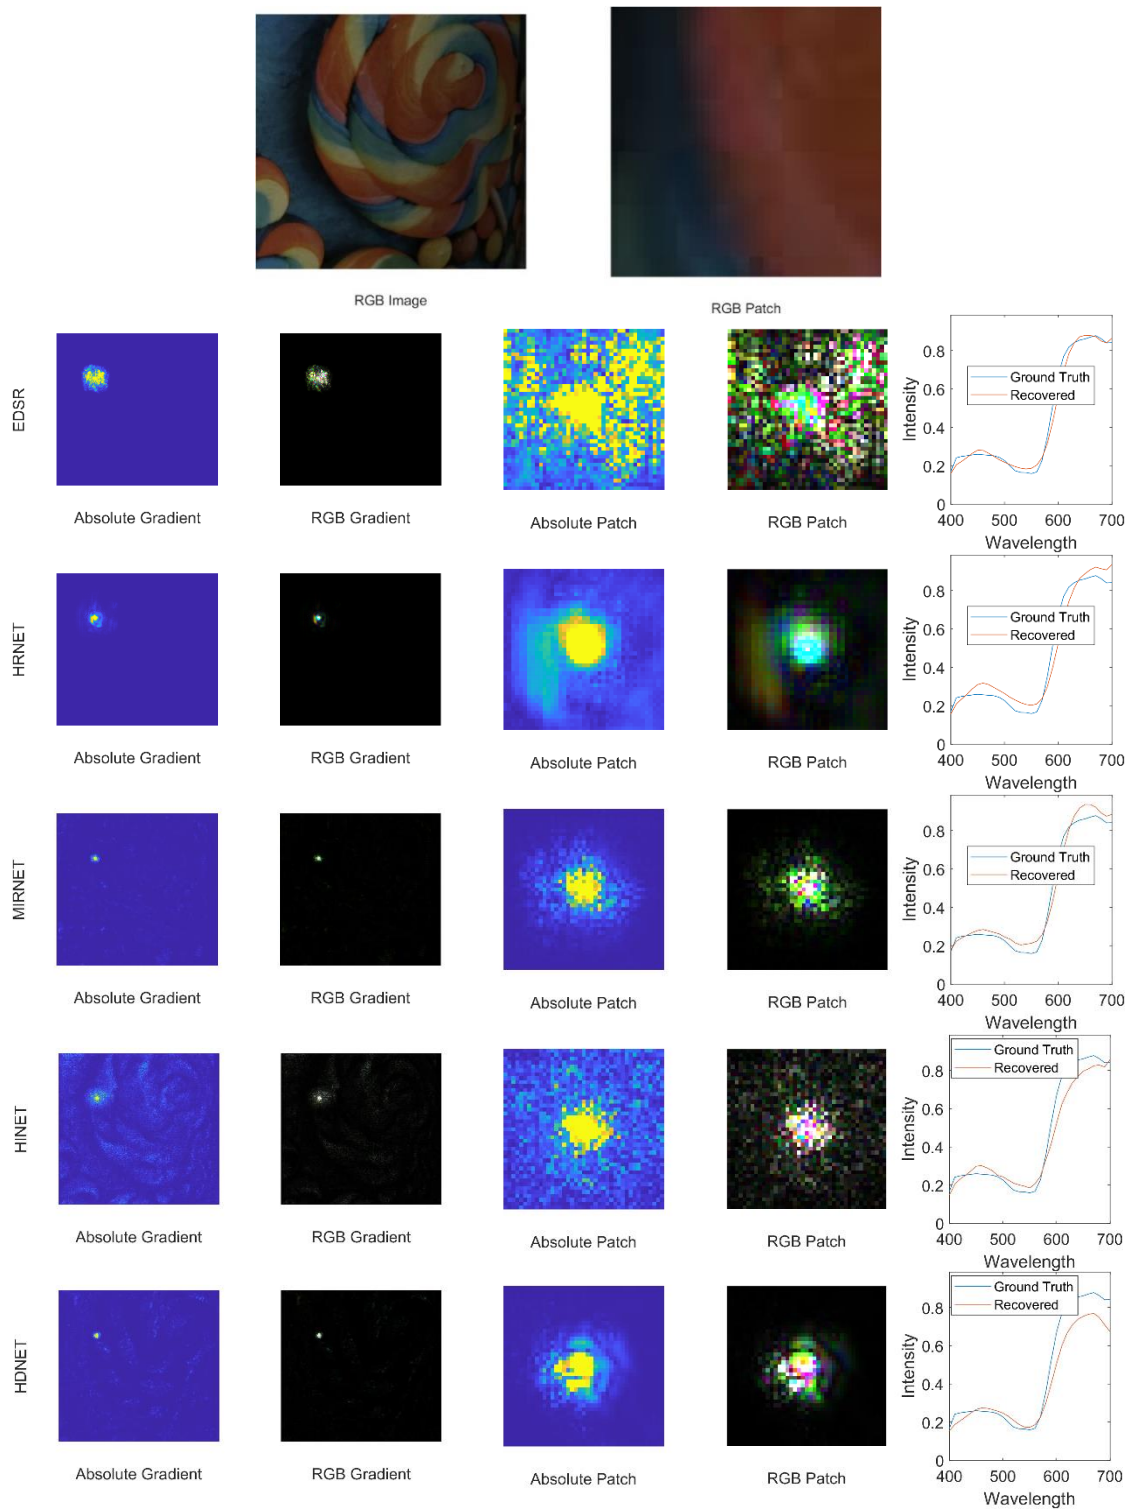 RGB Image
RGB Patch
EDSR
Absolute Gradient
RGB Gradient
Absolute Patch
RGB Patch
Intensity
0.8
0.6
0.4
0.2
0
Ground Truth
Recovered
400 500 600 700
Wavelength
HRNET
Absolute Gradient
RGB Gradient
Absolute Patch
RGB Patch
Intensity
0.8
0.6
0.4
0.2
0
Ground Truth
Recovered
400 500 600 700
Wavelength
MIRNET
Absolute Gradient
RGB Gradient
Absolute Patch
RGB Patch
Intensity
0.8
0.6
0.4
0.2
0
Ground Truth
Recovered
400 500 600 700
Wavelength
HINET
Absolute Gradient
RGB Gradient
Absolute Patch
RGB Patch
Intensity
0.8
0.6
0.4
0.2
0
Ground Truth
Recovered
400 500 600 700
Wavelength
HDNET
Absolute Gradient
RGB Gradient
Absolute Patch
RGB Patch
Intensity
0.8
0.6
0.4
0.2
0
Ground Truth
Recovered
400 500 600 700
Wavelength